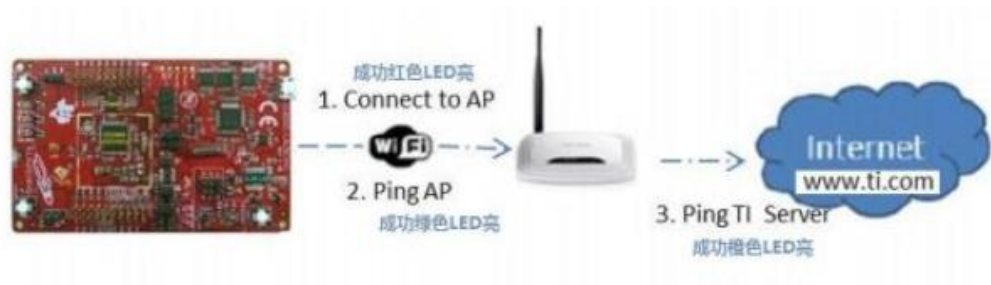 成功红色LED亮
1. Connect to AP
WiFi
2. Ping AP
成功绿色LED亮
Internet
www.ti.com
3. Ping TI Server
成功橙色LED亮